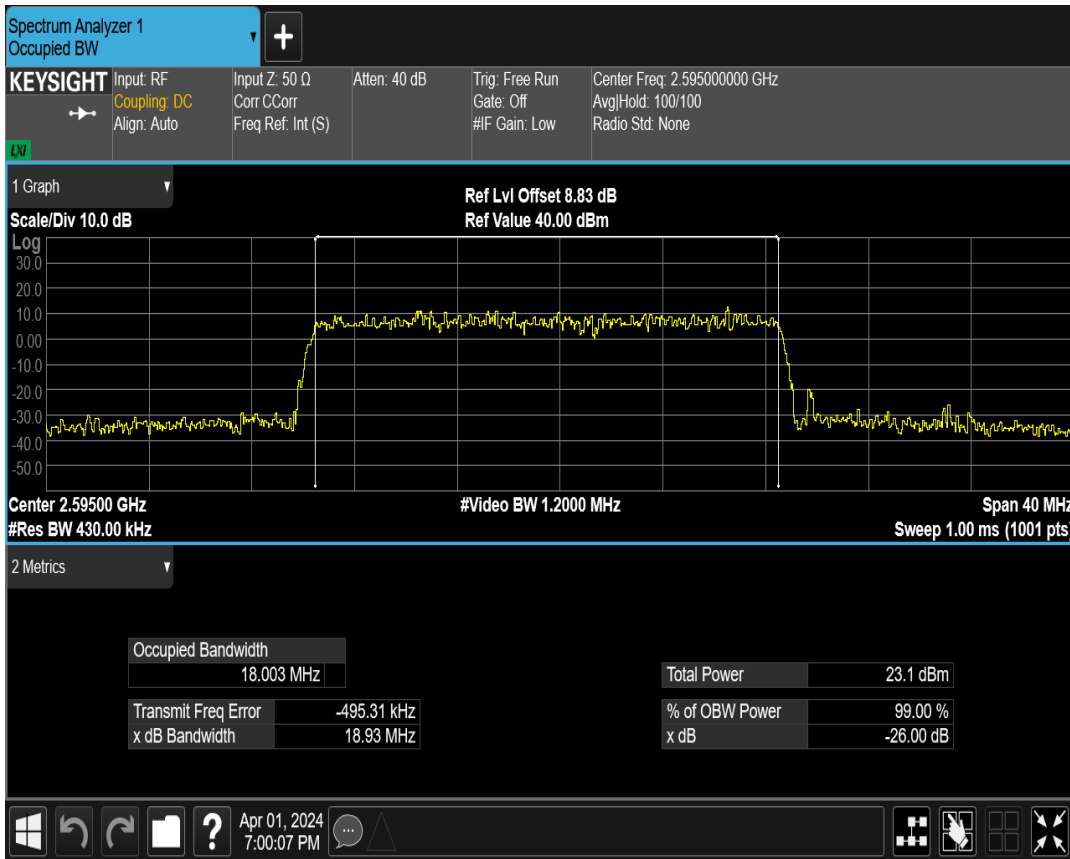 Spectrum Analyzer 1
Occupied BW
+
KEYSIGHT
LXI
Input: RF
Coupling: DC
Align: Auto
Input Z: 50 Ω
Corr CCorr
Freq Ref: Int (S)
Atten: 40 dB
Trig: Free Run
Gate: Off
#IF Gain: Low
Center Freq: 2.595000000 GHz
Avg|Hold: 100/100
Radio Std: None
1 Graph
Scale/Div 10.0 dB
Ref Lvl Offset 8.83 dB
Ref Value 40.00 dBm
Log
30.0
20.0
10.0
0.00
-10.0
-20.0
-30.0
-40.0
-50.0
Center 2.59500 GHz
#Video BW 1.2000 MHz
Span 40 MHz
#Res BW 430.00 kHz
Sweep 1.00 ms (1001 pts)
2 Metrics
Occupied Bandwidth
18.003 MHz
Total Power 23.1 dBm
Transmit Freq Error -495.31 kHz
% of OBW Power 99.00 %
x dB Bandwidth 18.93 MHz
x dB -26.00 dB
?
Apr 01, 2024
7:00:07 PM